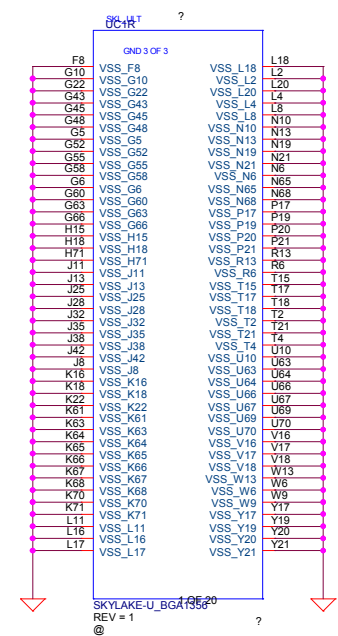 SKL_ULT
?
UC1R
GND 3 OF 3
F8 VSS_F8 VSS_L18 L18
G10 VSS_G10 VSS_L2 L2
G22 VSS_G22 VSS_L20 L20
G43 VSS_G43 VSS_L4 L4
G45 VSS_G45 VSS_L8 L8
G48 VSS_G48 VSS_N10 N10
G5 VSS_G5 VSS_N13 N13
G52 VSS_G52 VSS_N19 N19
G55 VSS_G55 VSS_N21 N21
G58 VSS_G58 VSS_N6 N6
G6 VSS_G6 VSS_N65 N65
G60 VSS_G60 VSS_N68 N68
G63 VSS_G63 VSS_P17 P17
G66 VSS_G66 VSS_P19 P19
H15 VSS_H15 VSS_P20 P20
H18 VSS_H18 VSS_P21 P21
H71 VSS_H71 VSS_R13 R13
J11 VSS_J11 VSS_R6 R6
J13 VSS_J13 VSS_T15 T15
J25 VSS_J25 VSS_T17 T17
J28 VSS_J28 VSS_T18 T18
J32 VSS_J32 VSS_T2 T2
J35 VSS_J35 VSS_T21 T21
J38 VSS_J38 VSS_T4 T4
J42 VSS_J42 VSS_U10 U10
J8 VSS_J8 VSS_U63 U63
K16 VSS_K16 VSS_U64 U64
K18 VSS_K18 VSS_U66 U66
K22 VSS_K22 VSS_U67 U67
K61 VSS_K61 VSS_U69 U69
K63 VSS_K63 VSS_U70 U70
K64 VSS_K64 VSS_V16 V16
K65 VSS_K65 VSS_V17 V17
K66 VSS_K66 VSS_V18 V18
K67 VSS_K67 VSS_W13 W13
K68 VSS_K68 VSS_W6 W6
K70 VSS_K70 VSS_W9 W9
K71 VSS_K71 VSS_Y17 Y17
L11 VSS_L11 VSS_Y19 Y19
L16 VSS_L16 VSS_Y20 Y20
L17 VSS_L17 VSS_Y21 Y21
1 OF 20
SKYLAKE-U_BGA1356
REV = 1
?
@